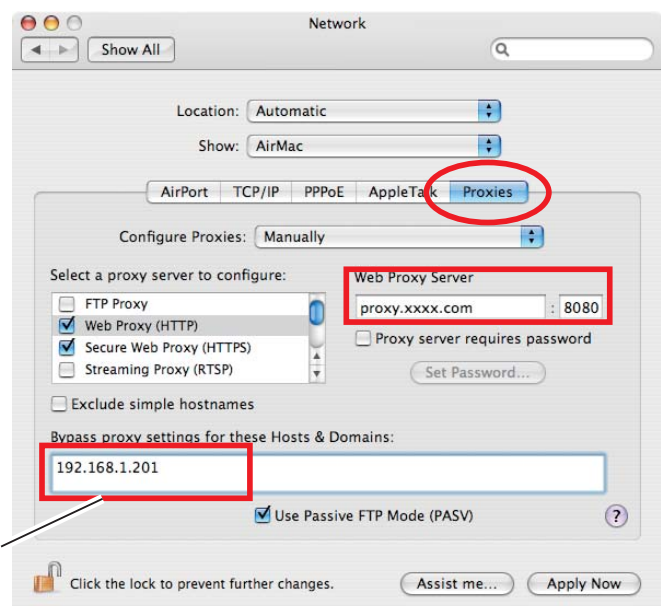 Network
Show All
Location: Automatic
Show: AirMac
AirPort TCP/IP PPPoE AppleTalk Proxies
Configure Proxies: Manually
Select a proxy server to configure:
FTP Proxy
Web Proxy (HTTP)
Secure Web Proxy (HTTPS)
Streaming Proxy (RTSP)
Web Proxy Server
proxy.xxxx.com : 8080
Proxy server requires password
Set Password...
Exclude simple hostnames
Bypass proxy settings for these Hosts & Domains:
192.168.1.201
Use Passive FTP Mode (PASV)
?
Click the lock to prevent further changes.
Assist me...
Apply Now